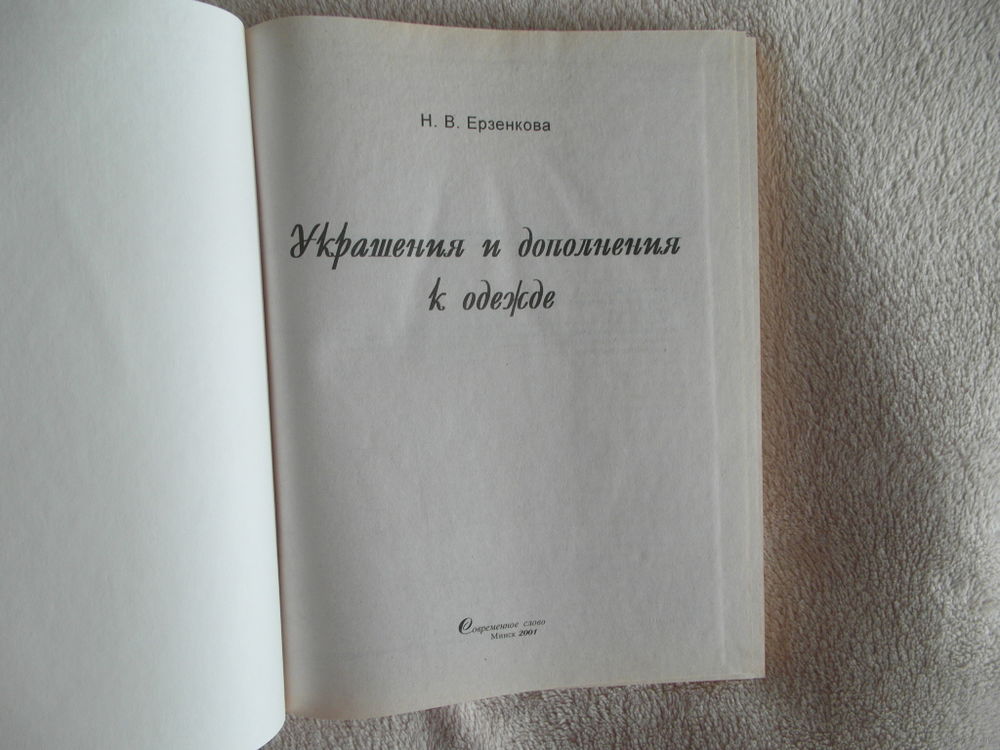 Н. В. Ерзенкова
Украшения и дополнения
к одежде
Современное слово
Минск 2001